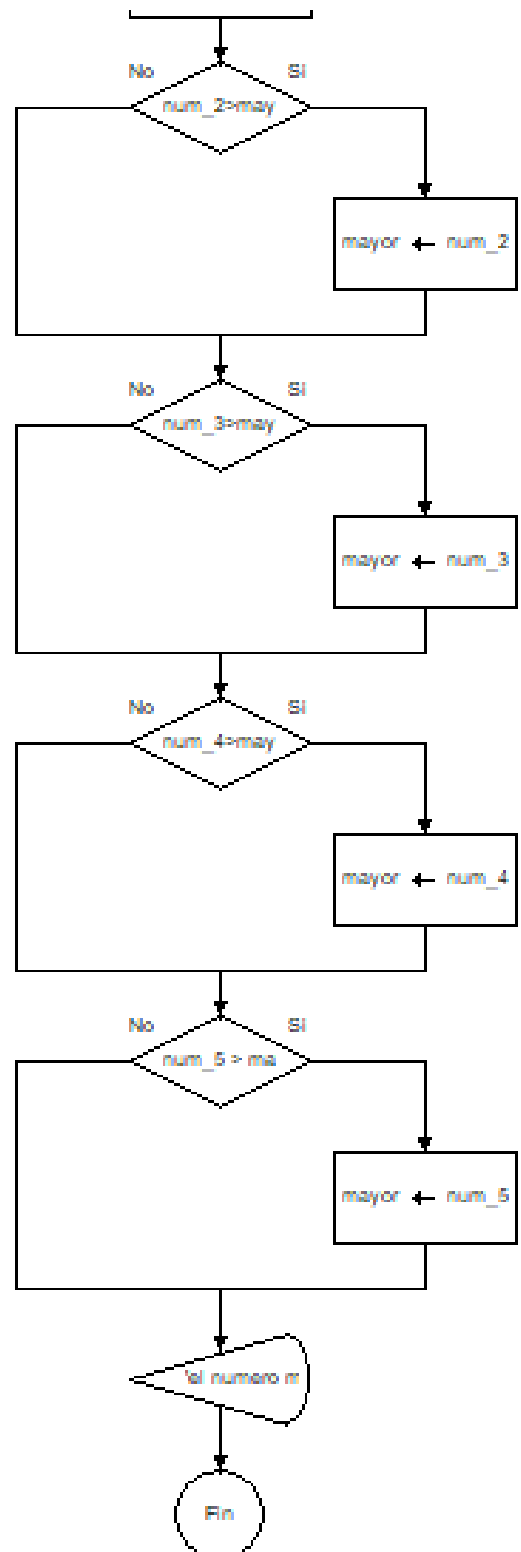 No Si
num_2>may
mayor ← num_2
No Si
num_3>may
mayor ← num_3
No Si
num_4>may
mayor ← num_4
No Si
num_5 > ma
mayor ← num_5
'el numero m
Fin